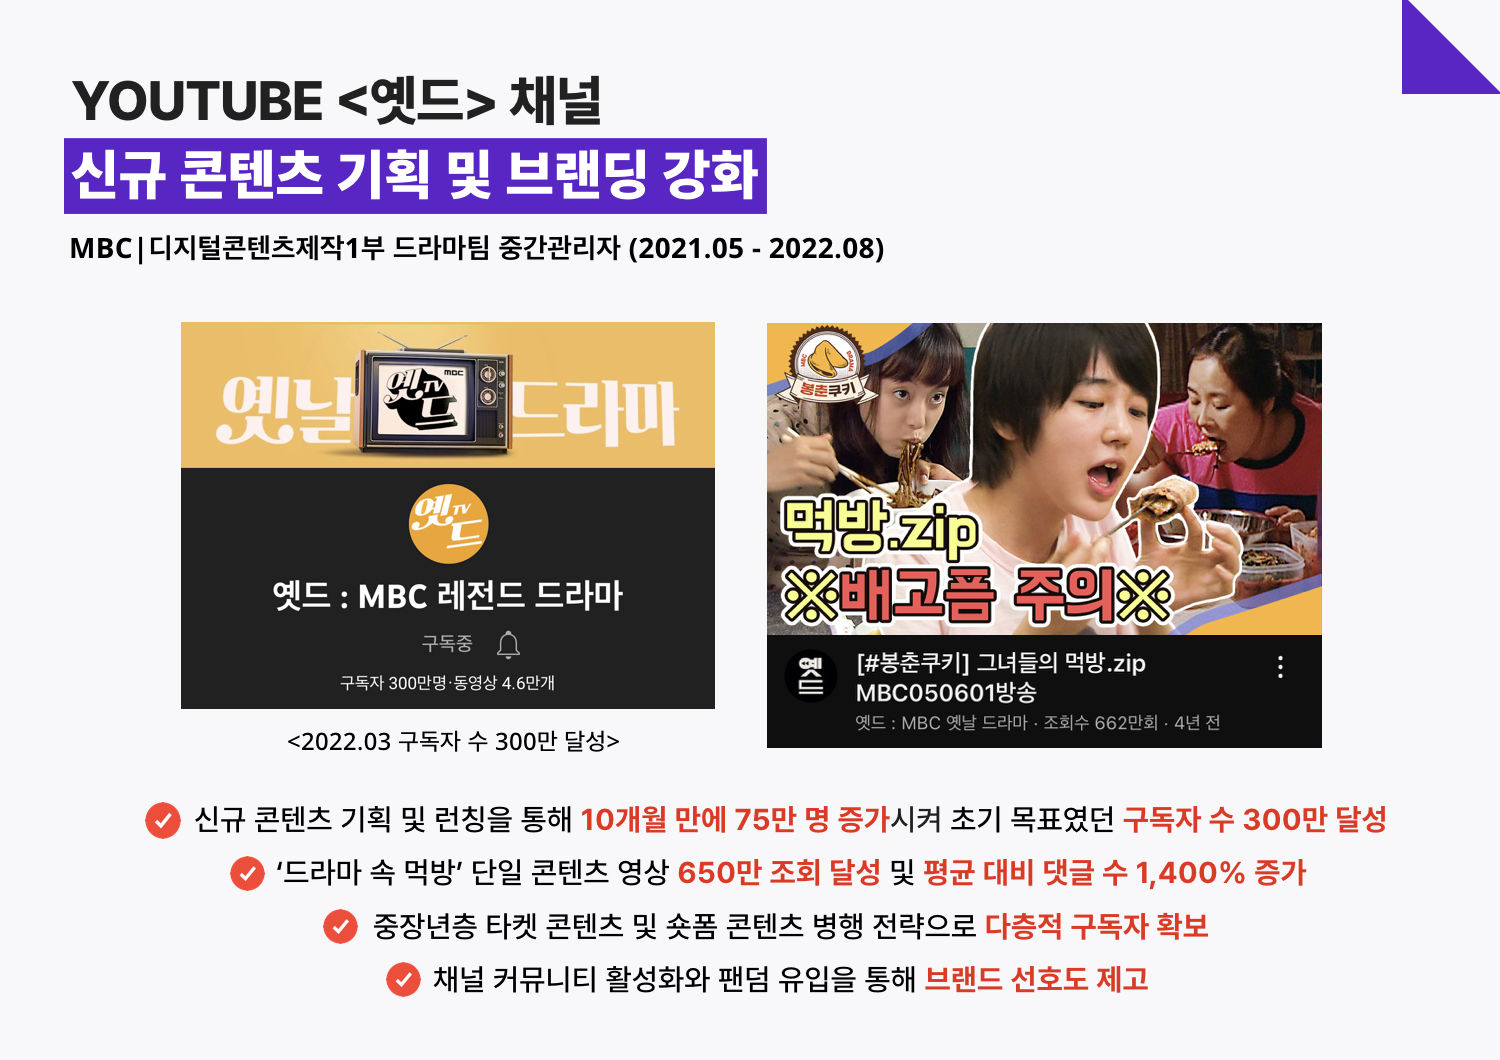 YOUTUBE <옛드> 채널
신규 콘텐츠 기획 및 브랜딩 강화
MBC|디지털콘텐츠제작1부 드라마팀 중간관리자 (2021.05 - 2022.08)
옛날 드라마
mbc
옛TV드
옛TV드
옛드 : MBC 레전드 드라마
구독중
구독자 300만명·동영상 4.6만개
<2022.03 구독자 수 300만 달성>
MBC DRAMA
봉춘쿠키
먹방.zip
※배고픔 주의※
옛드
[#봉춘쿠키] 그녀들의 먹방.zip
MBC050601방송
옛드 : MBC 옛날 드라마 · 조회수 662만회 · 4년 전
신규 콘텐츠 기획 및 런칭을 통해 10개월 만에 75만 명 증가시켜 초기 목표였던 구독자 수 300만 달성
‘드라마 속 먹방’ 단일 콘텐츠 영상 650만 조회 달성 및 평균 대비 댓글 수 1,400% 증가
중장년층 타켓 콘텐츠 및 숏폼 콘텐츠 병행 전략으로 다층적 구독자 확보
채널 커뮤니티 활성화와 팬덤 유입을 통해 브랜드 선호도 제고